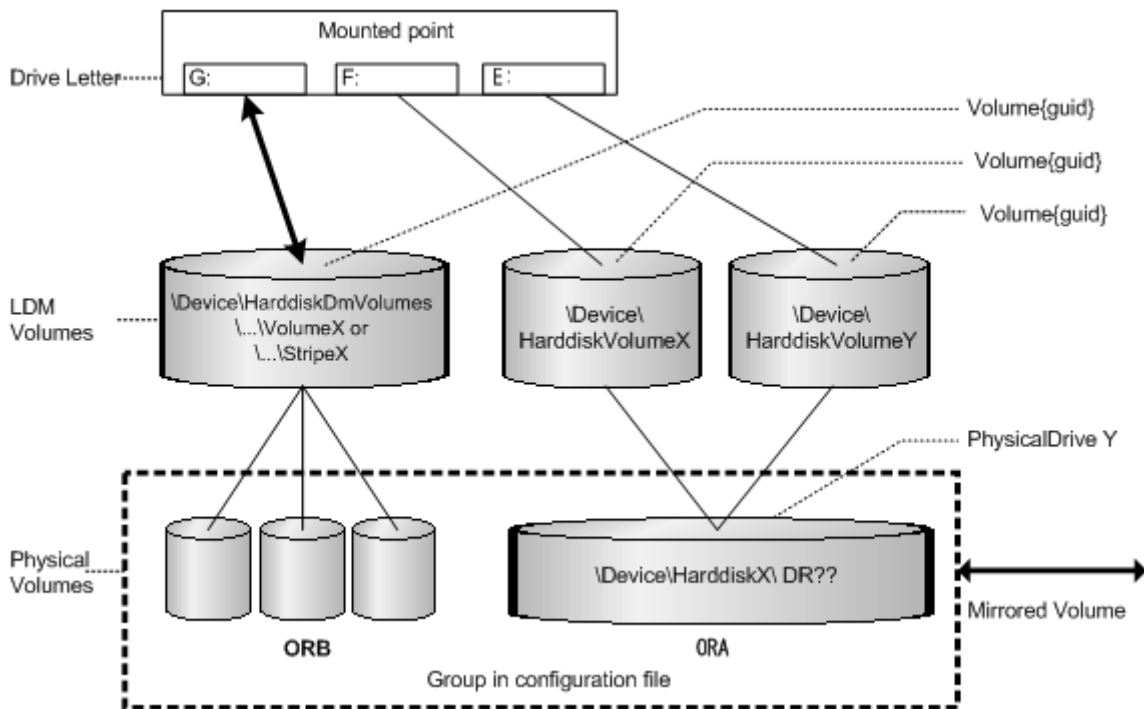 Mounted point
Drive Letter
G:
F:
E:
Volume{guid}
Volume{guid}
Volume{guid}
LDM
Volumes
\Device\HarddiskDmVolumes
\...\VolumeX or
\...\StripeX
\Device\
HarddiskVolumeX
\Device\
HarddiskVolumeY
PhysicalDrive Y
Physical
Volumes
\Device\HarddiskX\ DR??
Mirrored Volume
ORB
ORA
Group in configuration file